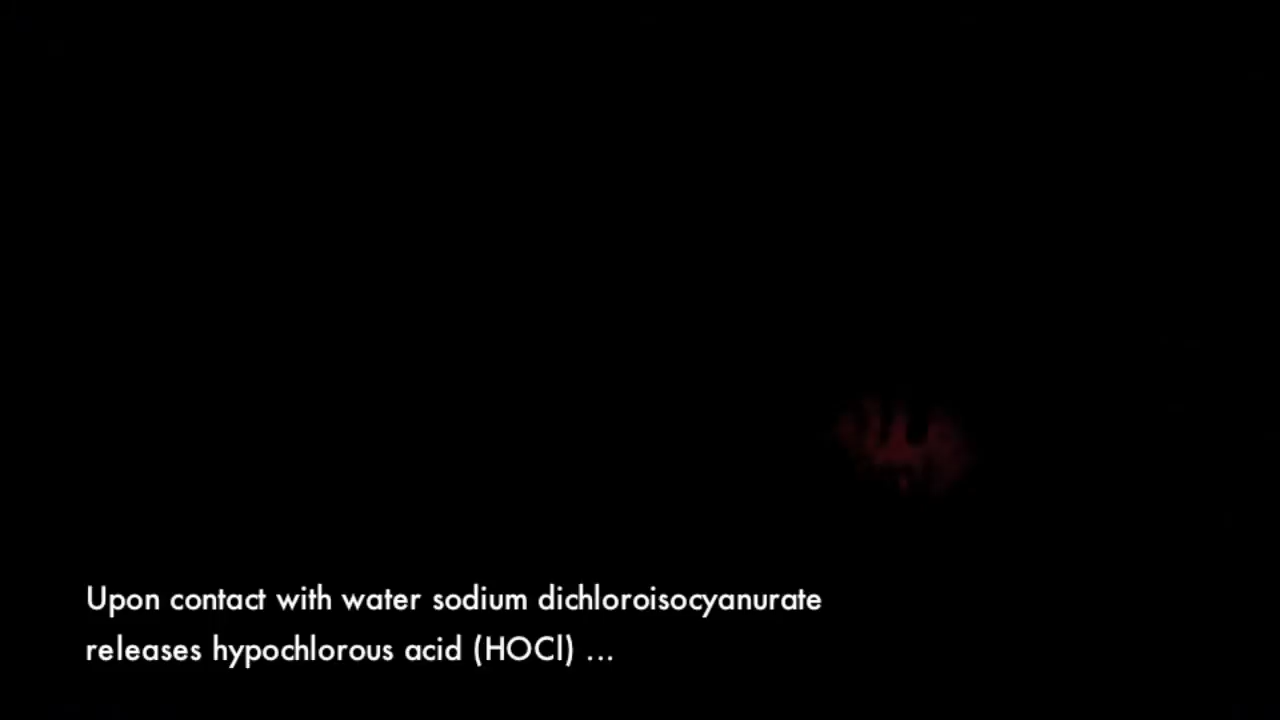 Upon contact with water sodium dichloroisocyanurate
releases hypochlorous acid (HOCl) ...